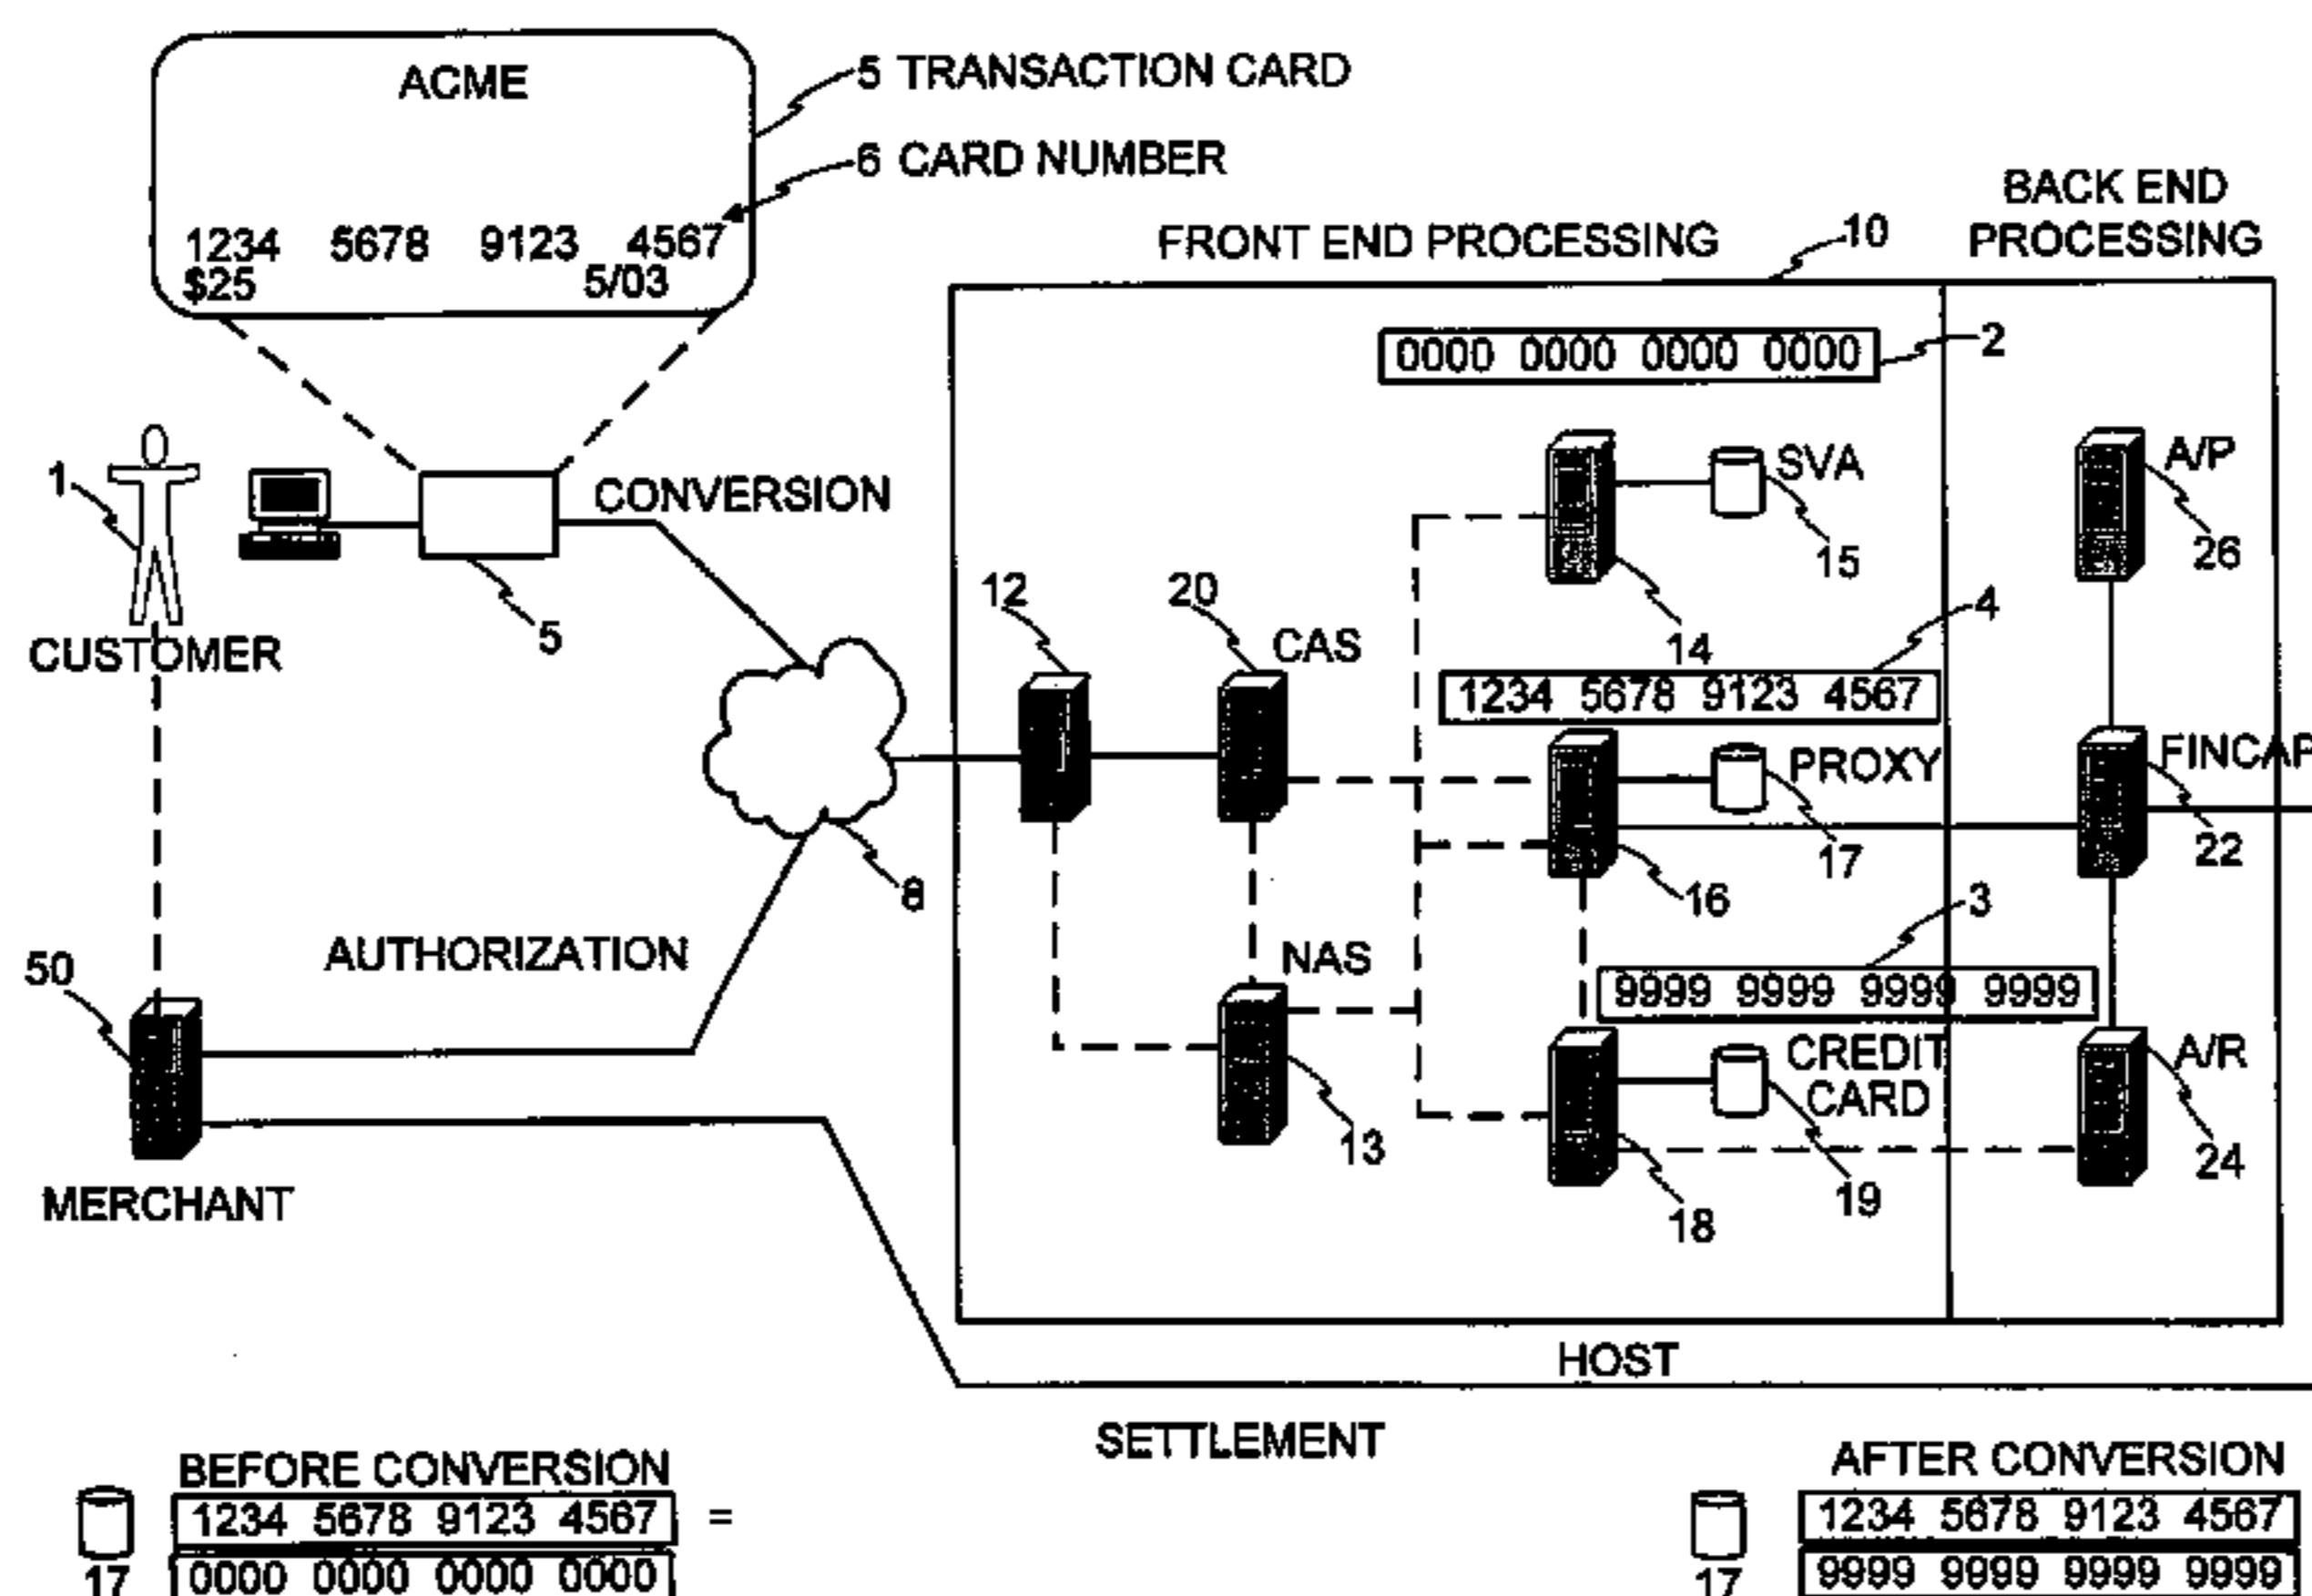 ACME
5 TRANSACTION CARD
6 CARD NUMBER
1234 5678 9123 4567
$25 5/03
FRONT END PROCESSING
10
BACK END
PROCESSING
0000 0000 0000 0000
2
1
CUSTOMER
CONVERSION
5
SVA
15
14
A/P
26
12
20
CAS
4
1234 5678 9123 4567
PROXY
17
16
FINCAP
22
8
AUTHORIZATION
50
MERCHANT
NAS
13
3
9999 9999 9999 9999
CREDIT
CARD
19
18
A/R
24
HOST
SETTLEMENT
BEFORE CONVERSION
1234 5678 9123 4567 =
0000 0000 0000 0000
17
AFTER CONVERSION
1234 5678 9123 4567
9999 9999 9999 9999
17